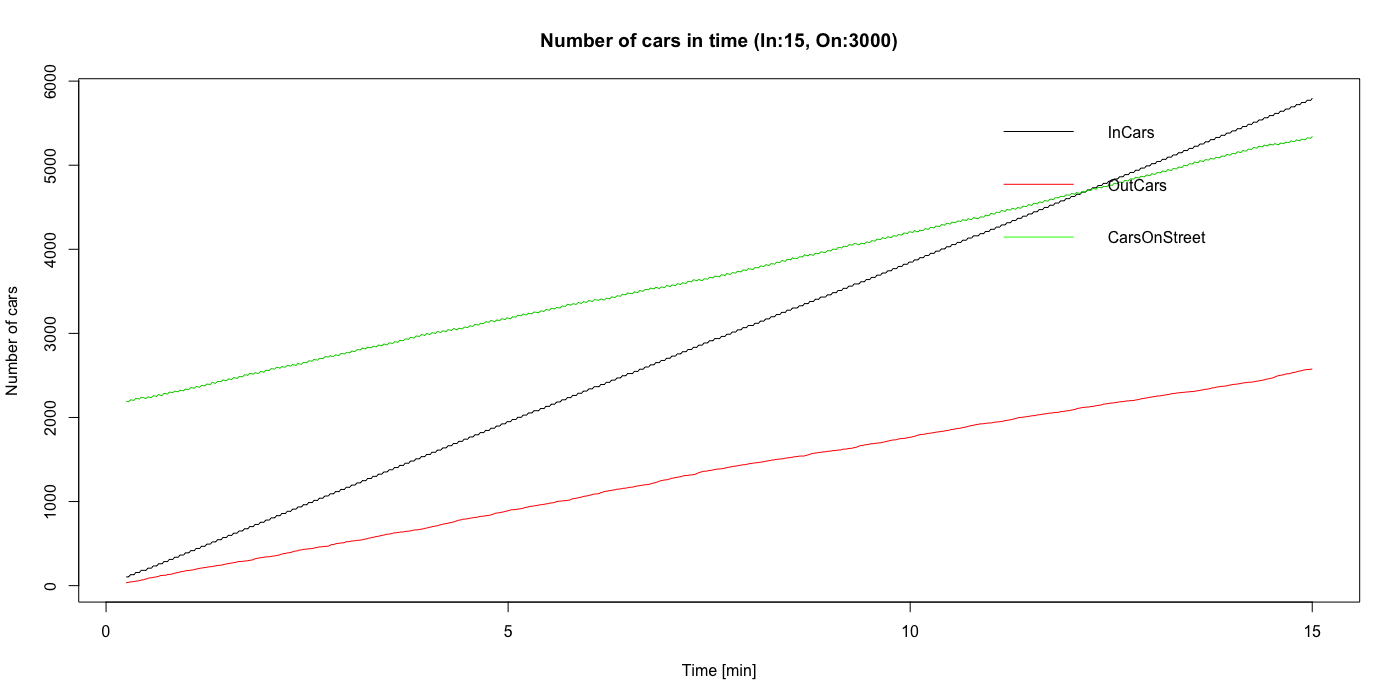 Number of cars in time (In:15, On:3000)
Number of cars
6000
5000
4000
3000
2000
1000
0
InCars
OutCars
CarsOnStreet
0 5 10 15
Time [min]